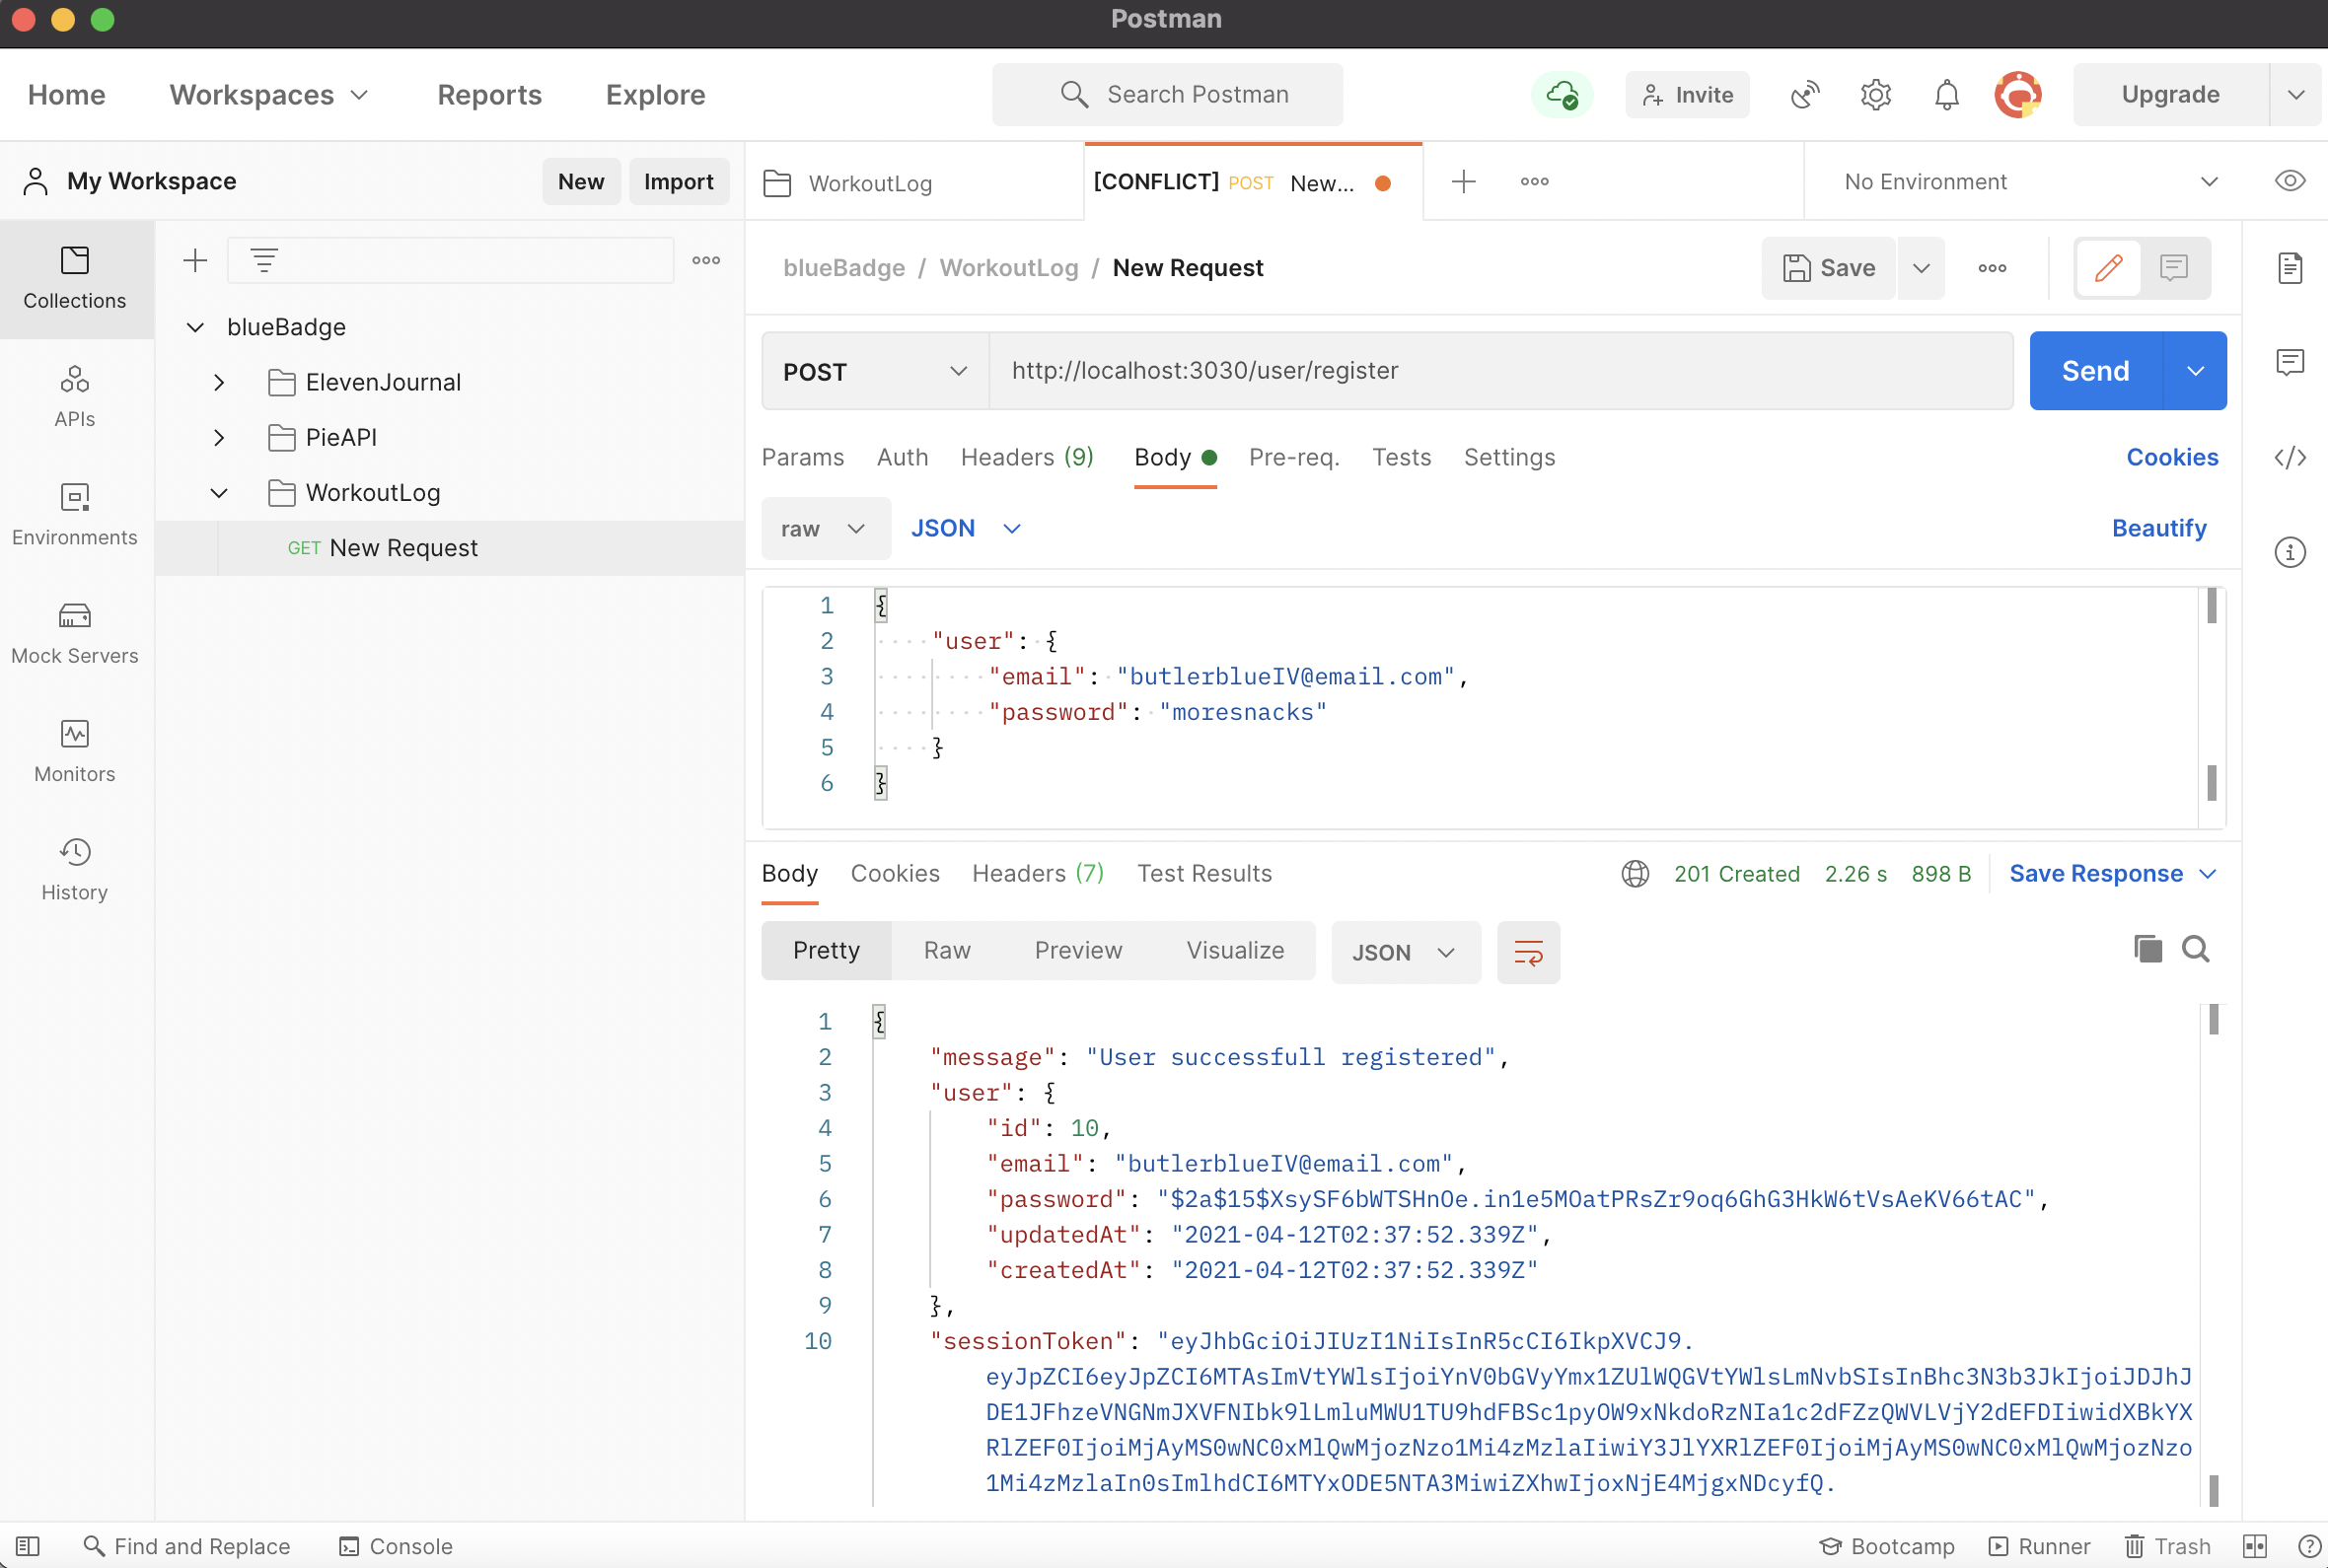 Postman
Home Workspaces Reports Explore Search Postman Invite Upgrade
My Workspace New Import
WorkoutLog [CONFLICT] POST New... No Environment
Collections
APIs
Environments
Mock Servers
Monitors
History
blueBadge
ElevenJournal
PieAPI
WorkoutLog
GET New Request
blueBadge / WorkoutLog / New Request Save
POST http://localhost:3030/user/register Send
Params Auth Headers (9) Body Pre-req. Tests Settings Cookies
raw JSON Beautify
1 {
2 "user": {
3 "email": "butlerblueIV@email.com",
4 "password": "moresnacks"
5 }
6 }
Body Cookies Headers (7) Test Results 201 Created 2.26 s 898 B Save Response
Pretty Raw Preview Visualize JSON
1 {
2 "message": "User successfull registered",
3 "user": {
4 "id": 10,
5 "email": "butlerblueIV@email.com",
6 "password": "$2a$15$XsySF6bWTSHnOe.in1e5MOatPRsZr9oq6GhG3HkW6tVsAeKV66tAC",
7 "updatedAt": "2021-04-12T02:37:52.339Z",
8 "createdAt": "2021-04-12T02:37:52.339Z"
9 },
10 "sessionToken": "eyJhbGciOiJIUzI1NiIsInR5cCI6IkpXVCJ9.
eyJpZCI6eyJpZCI6MTAsImVtYWlsIjoiYnV0bGVyYmx1ZUlWQGVtYWlsLmNvbSIsInBhc3N3b3JkIjoiJDJhJ
DE1JFhzeVNGNmJXVFNIbk9lLmluMWU1TU9hdFBSc1pyOW9xNkdoRzNIa1c2dFZzQWVLVjY2dEFDIiwidXBkYX
RlZEF0IjoiMjAyMS0wNC0xMlQwMjozNzo1Mi4zMzlaIiwiY3JlYXRlZEF0IjoiMjAyMS0wNC0xMlQwMjozNzo
1Mi4zMzlaIn0sImlhdCI6MTYxODE5NTA3MiwiZXhwIjoxNjE4MjgxNDcyfQ.
Find and Replace Console Bootcamp Runner Trash